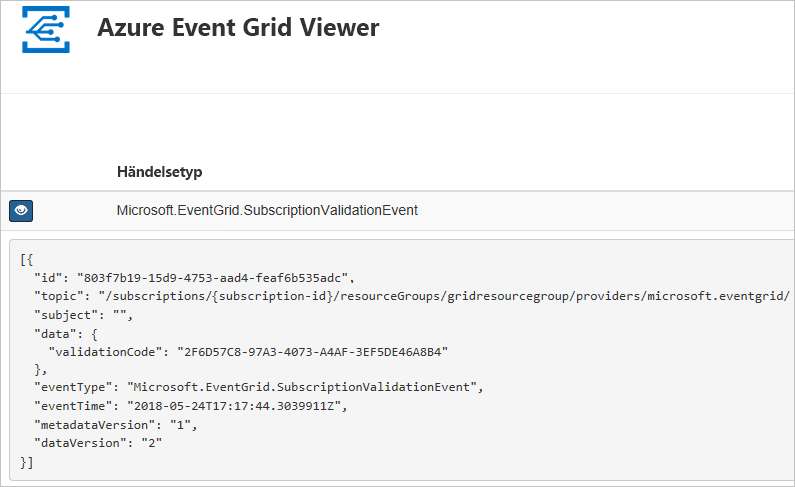 Azure Event Grid Viewer
Händelsetyp
Microsoft.EventGrid.SubscriptionValidationEvent
[{
"id": "803f7b19-15d9-4753-aad4-feaf6b535adc",
"topic": "/subscriptions/{subscription-id}/resourceGroups/gridresourcegroup/providers/microsoft.eventgrid/
"subject": "",
"data": {
"validationCode": "2F6D57C8-97A3-4073-A4AF-3EF5DE46A8B4"
},
"eventType": "Microsoft.EventGrid.SubscriptionValidationEvent",
"eventTime": "2018-05-24T17:17:44.3039911Z",
"metadataVersion": "1",
"dataVersion": "2"
}]